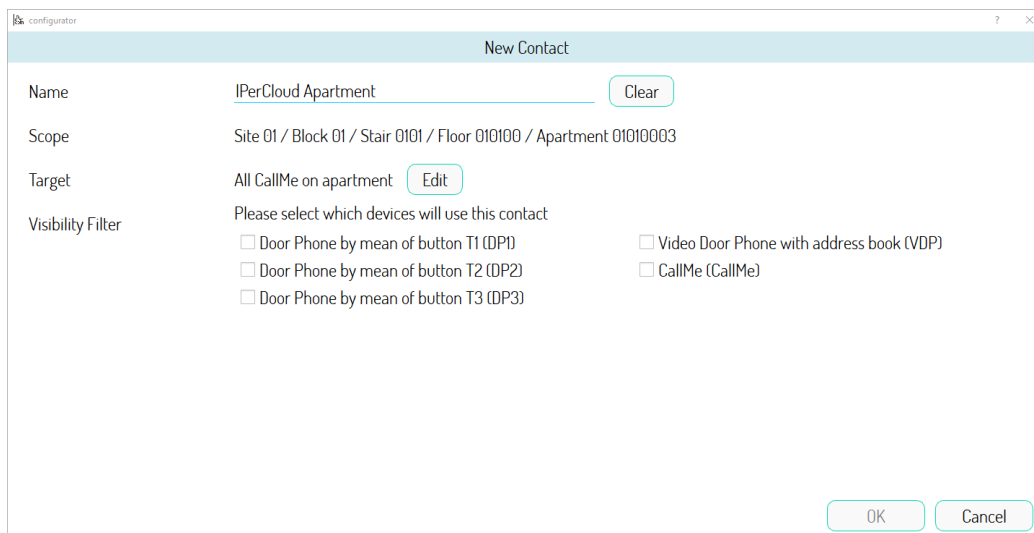 configurator
New Contact
Name IPerCloud Apartment Clear
Scope Site 01 / Block 01 / Stair 0101 / Floor 010100 / Apartment 01010003
Target All CallMe on apartment Edit
Visibility Filter Please select which devices will use this contact
Door Phone by mean of button T1 (DP1) Video Door Phone with address book (VDP)
Door Phone by mean of button T2 (DP2) CallMe (CallMe)
Door Phone by mean of button T3 (DP3)
OK Cancel